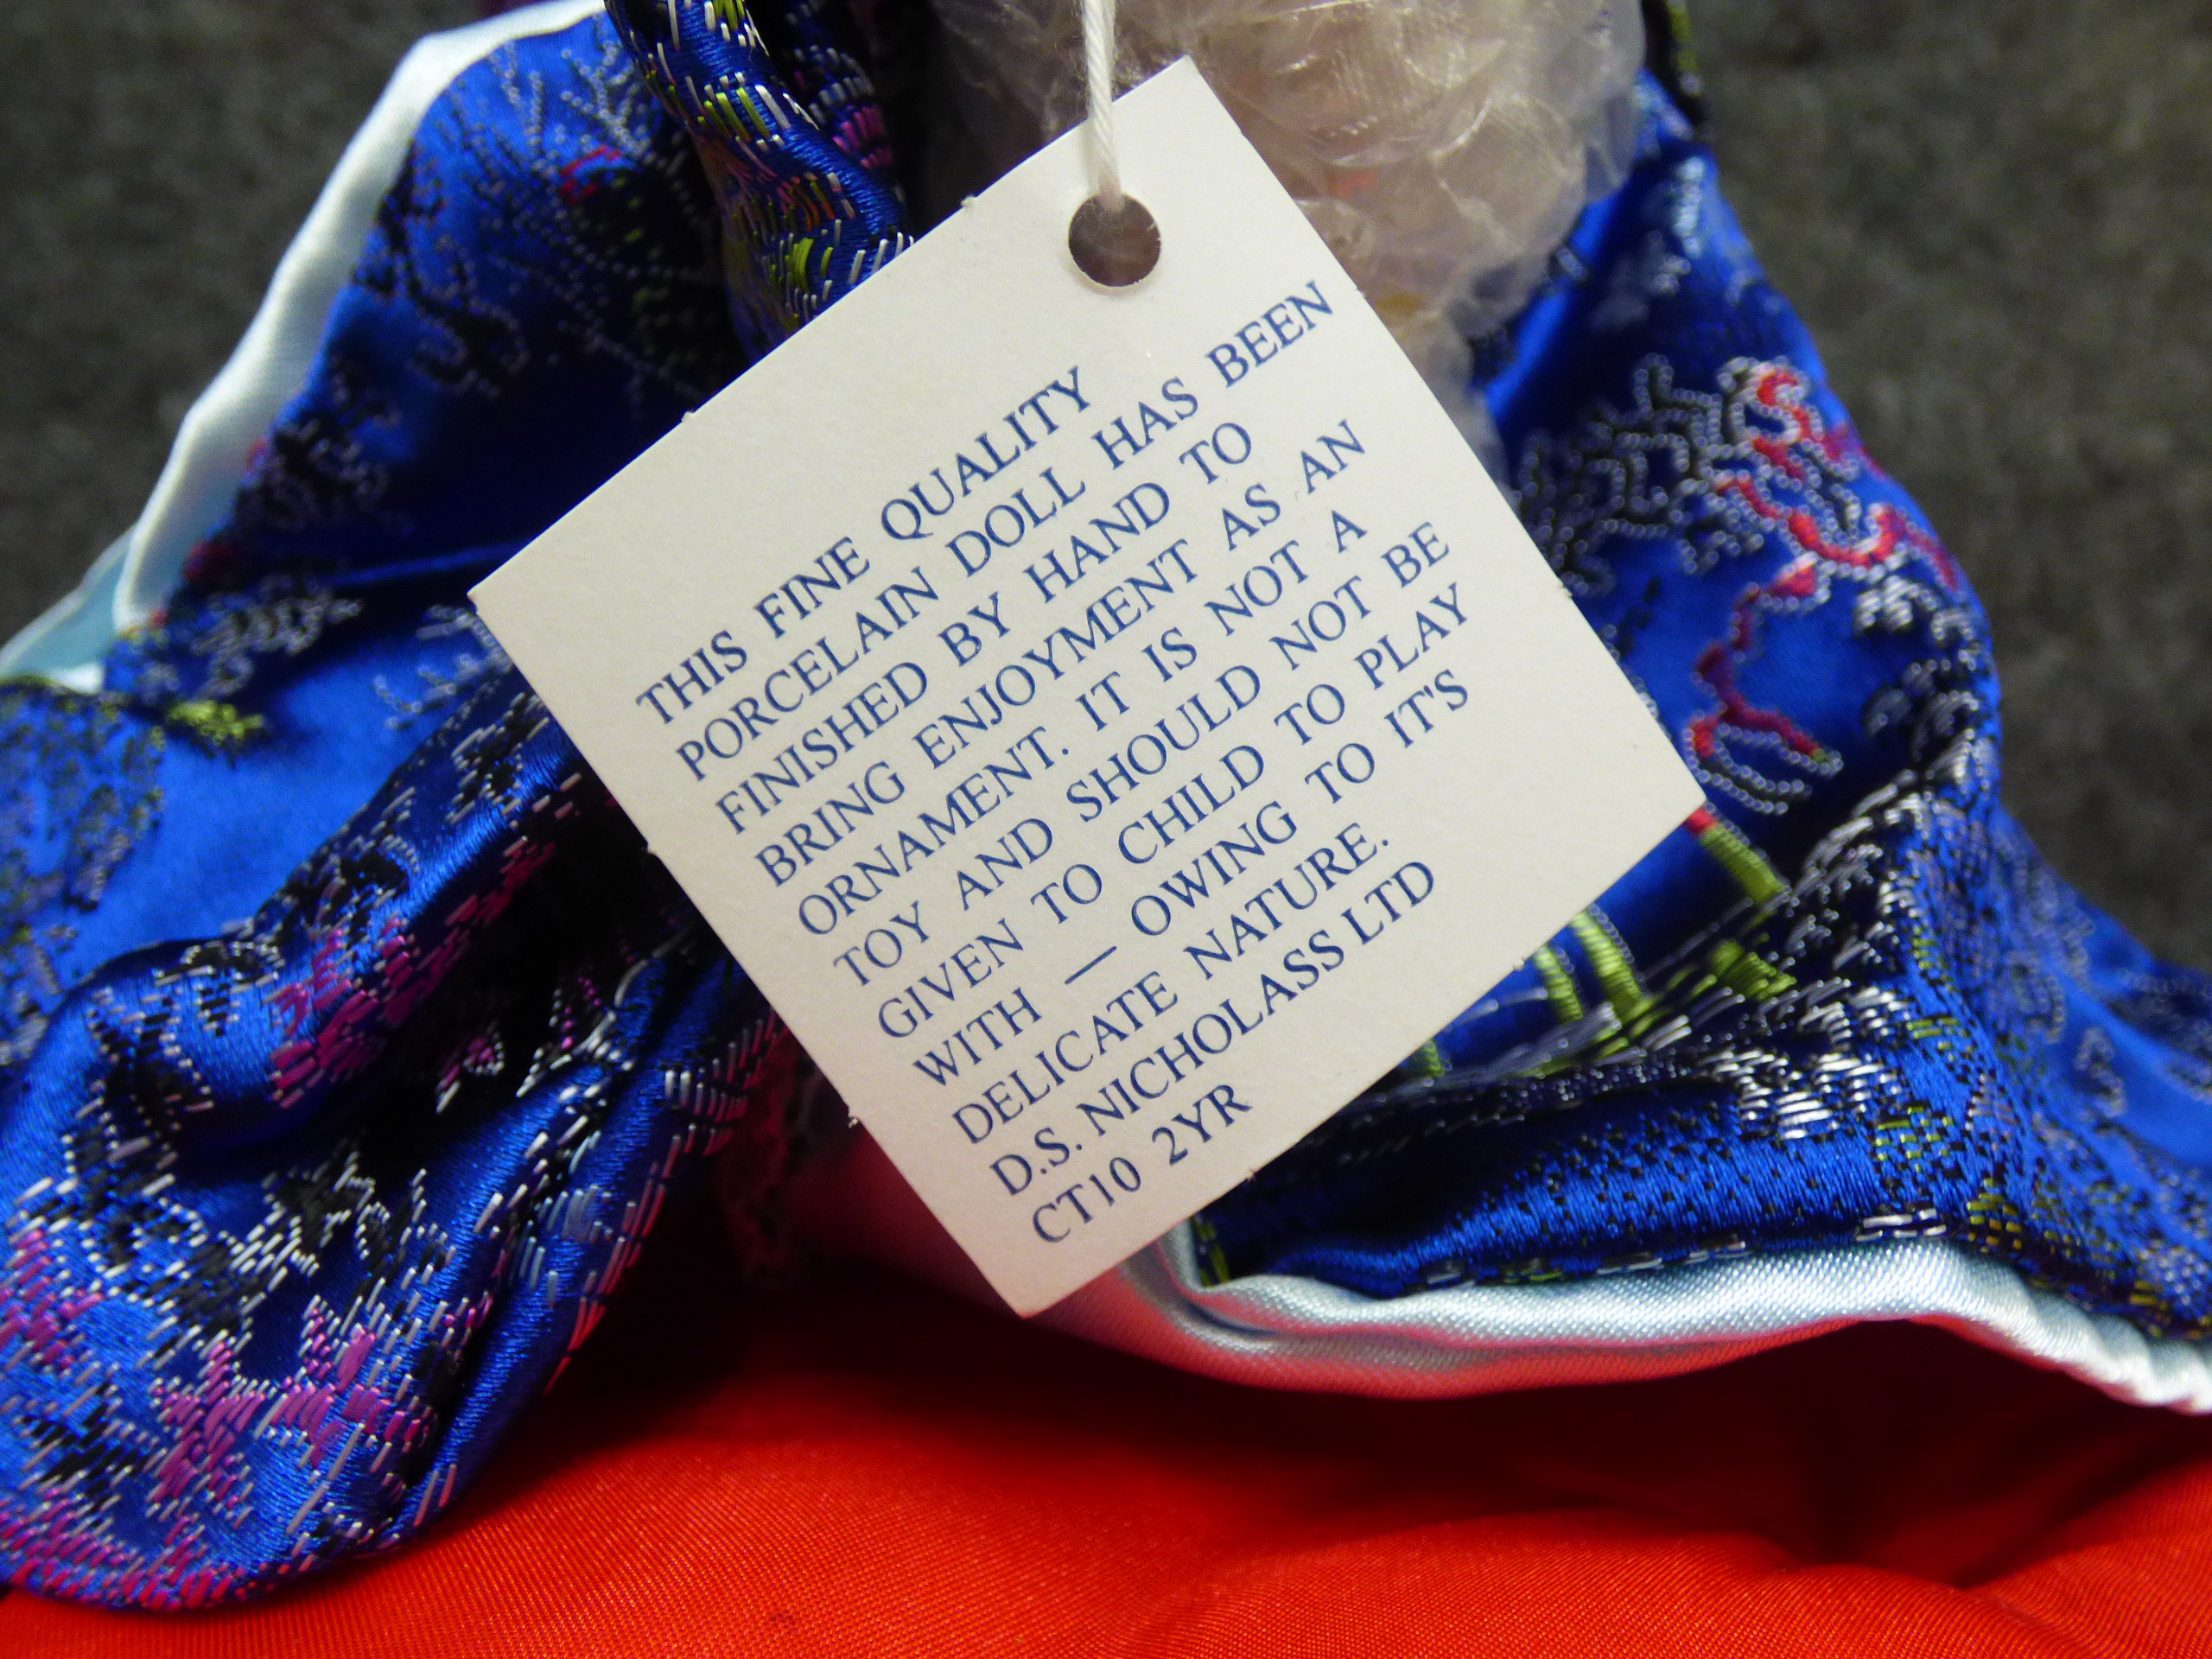 THIS FINE QUALITY
PORCELAIN DOLL HAS BEEN
FINISHED BY HAND TO
BRING ENJOYMENT AS AN
ORNAMENT. IT IS NOT A
TOY AND SHOULD NOT BE
GIVEN TO CHILD TO PLAY
WITH — OWING TO IT'S
DELICATE NATURE.
D.S. NICHOLASS LTD
CT10 2YR